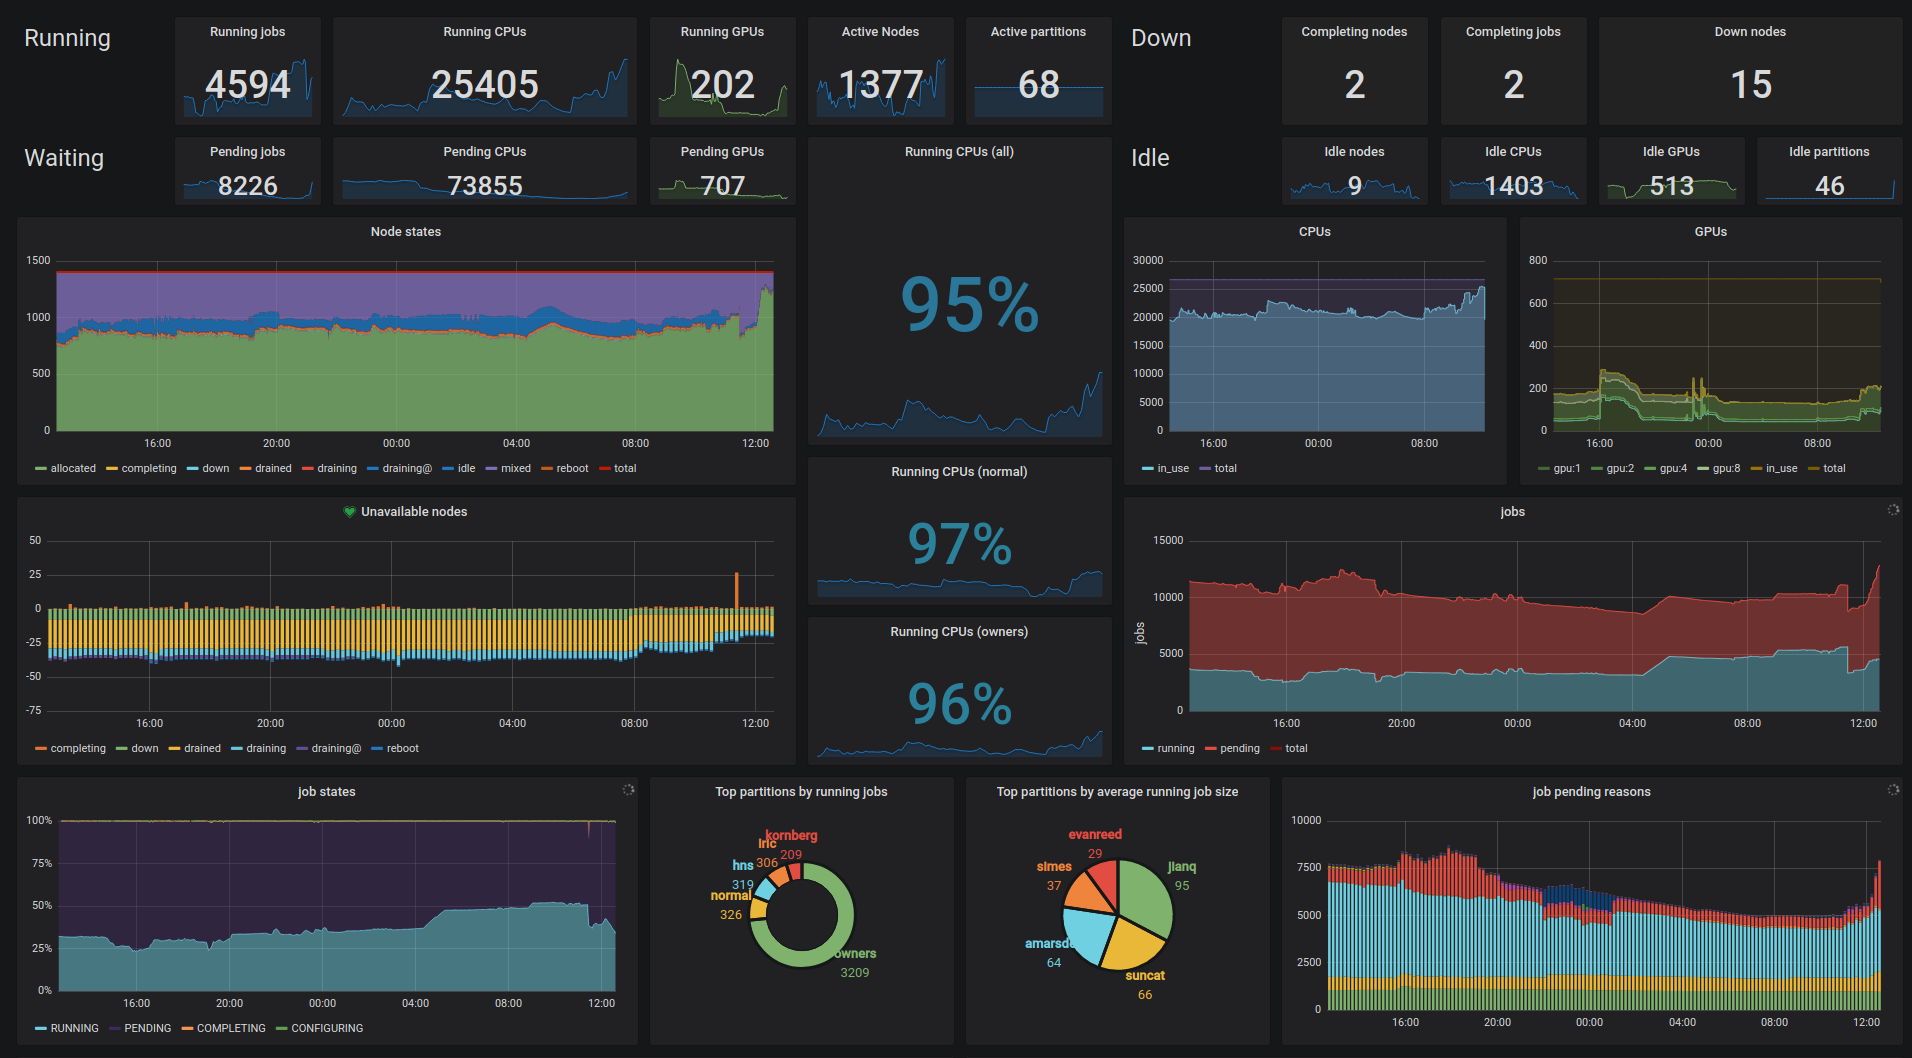 Running
Running jobs
4594
Running CPUs
25405
Running GPUs
202
Active Nodes
1377
Active partitions
68
Down
Completing nodes
2
Completing jobs
2
Down nodes
15
Waiting
Pending jobs
8226
Pending CPUs
73855
Pending GPUs
707
Running CPUs (all)
95%
Idle
Idle nodes
9
Idle CPUs
1403
Idle GPUs
513
Idle partitions
46
Node states
1500
1000
500
0
16:00 20:00 00:00 04:00 08:00 12:00
allocated completing down drained draining draining@ idle mixed reboot total
CPUs
30000
25000
20000
15000
10000
5000
0
16:00 00:00 08:00
in_use total
GPUs
800
600
400
200
0
16:00 00:00 08:00
gpu:1 gpu:2 gpu:4 gpu:8 in_use total
Running CPUs (normal)
97%
Unavailable nodes
50
25
0
-25
-50
-75
16:00 20:00 00:00 04:00 08:00 12:00
completing down drained draining draining@ reboot
Running CPUs (owners)
96%
jobs
jobs
15000
10000
5000
0
16:00 20:00 00:00 04:00 08:00 12:00
running pending total
job states
100%
75%
50%
25%
0%
16:00 20:00 00:00 04:00 08:00 12:00
RUNNING PENDING COMPLETING CONFIGURING
Top partitions by running jobs
kornberg
209
306
hns
319
normal
326
owners
3209
Top partitions by average running job size
evanreed
29
simes
37
jianq
95
64
suncat
66
job pending reasons
10000
7500
5000
2500
0
16:00 20:00 00:00 04:00 08:00 12:00